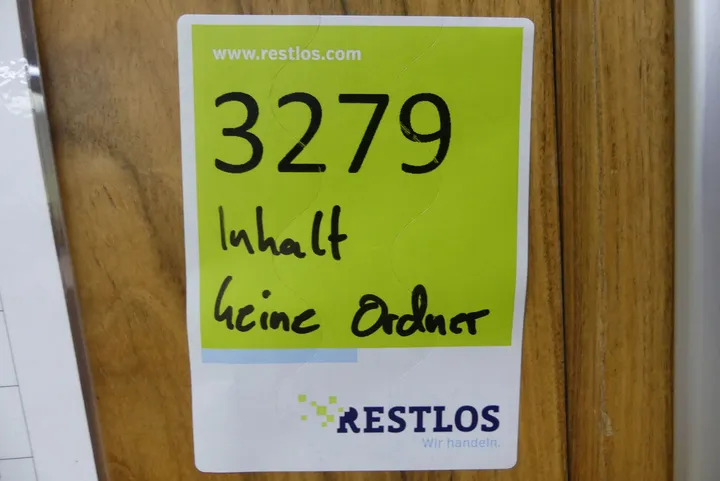 www.restlos.com
3279
Inhalt
keine Ordner
RESTLOS
Wir handeln.